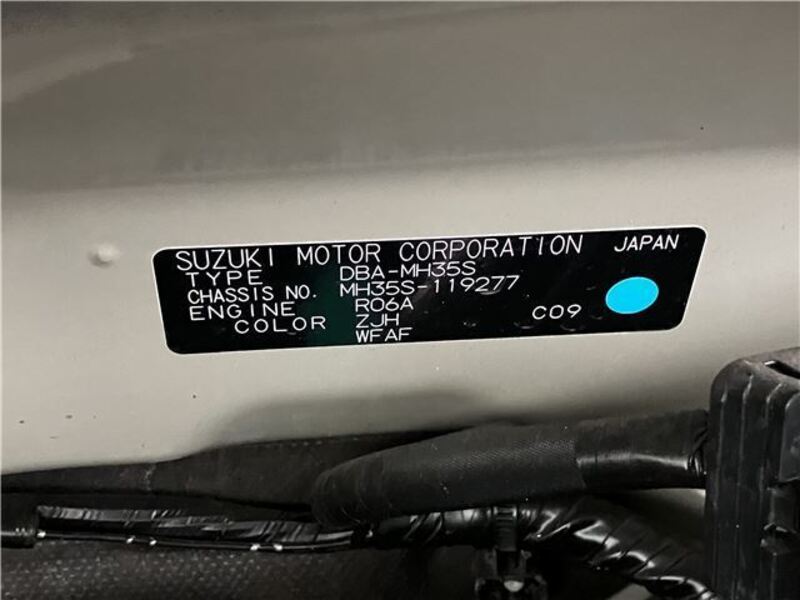 SUZUKI MOTOR CORPORATION JAPAN
TYPE DBA-MH35S
CHASSIS NO. MH35S-119277
ENGINE R06A
COLOR ZJH C09
WFAF